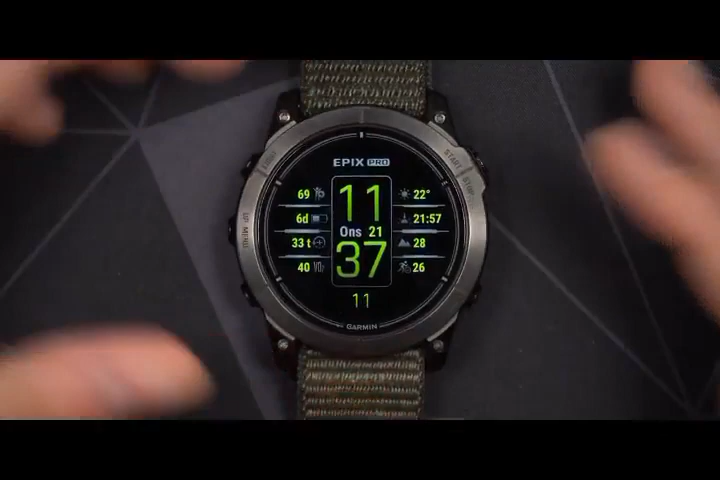 EPIX PRO
69
6d
33 t
40 VO₂
11
Ons 21
37
22°
21:57
28
26
11
GARMIN
UP·MENU
START STOP